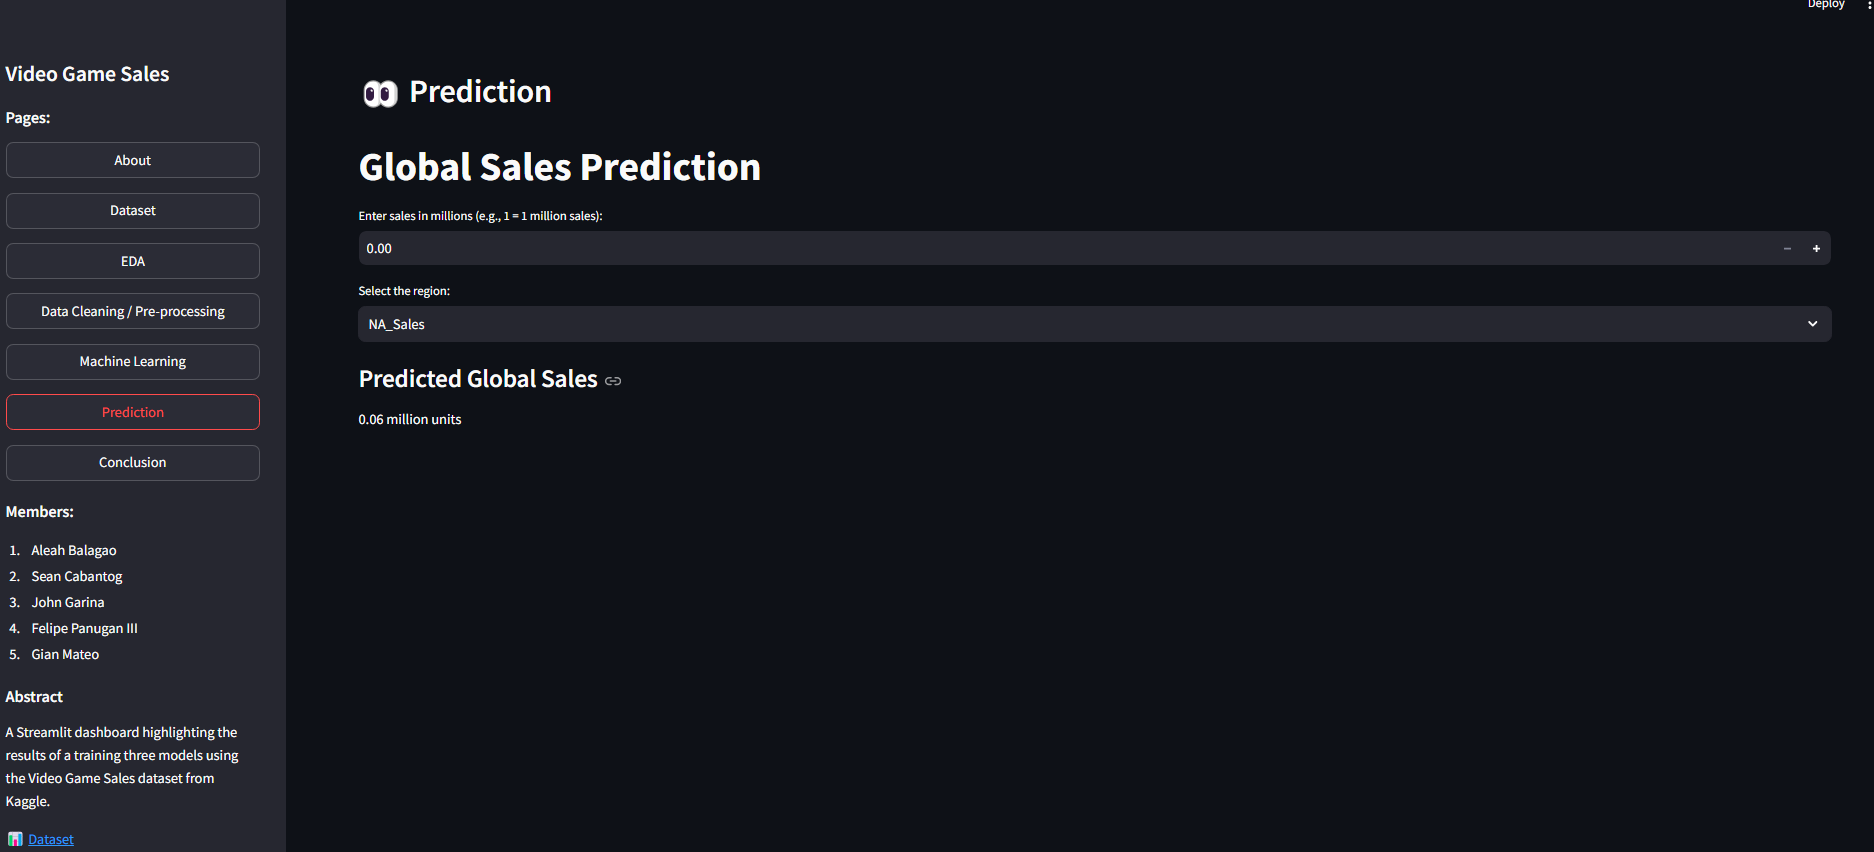 Deploy
Video Game Sales
Pages:
About
Dataset
EDA
Data Cleaning / Pre-processing
Machine Learning
Prediction
Conclusion
Members:
1. Aleah Balagao
2. Sean Cabantog
3. John Garina
4. Felipe Panugan III
5. Gian Mateo
Abstract
A Streamlit dashboard highlighting the
results of a training three models using
the Video Game Sales dataset from
Kaggle.
Dataset
Prediction
Global Sales Prediction
Enter sales in millions (e.g., 1 = 1 million sales):
0.00
Select the region:
NA_Sales
Predicted Global Sales
0.06 million units